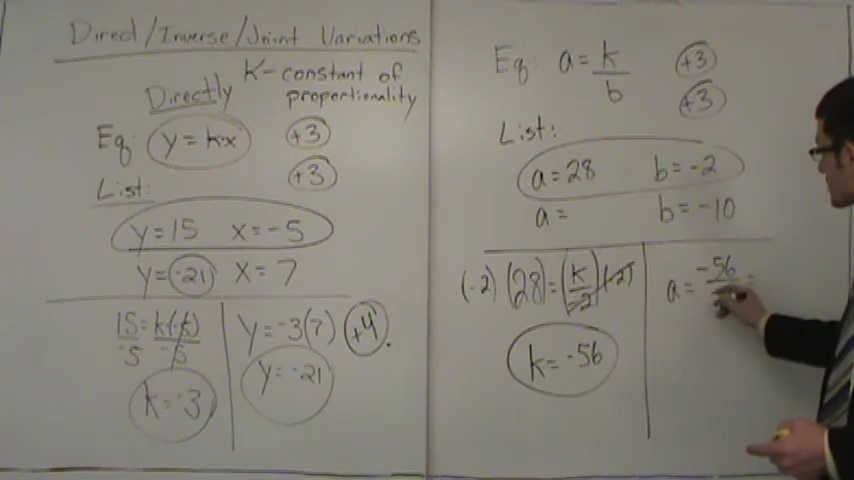 Direct/Inverse/Joint Variations
K-constant of
proportionality
Directly
Eq: y = k·x +3
+3
List:
y=15 x=-5
y=-21 x=7
15=k(-5)
-5 -5
k=-3
y=-3(7) +4.
y=-21
Eq: a=k/b +3
+3
List:
a=28 b=-2
a= b=-10
(-2)(28)=(k/-2)(-2)
k=-56
a=-56
=